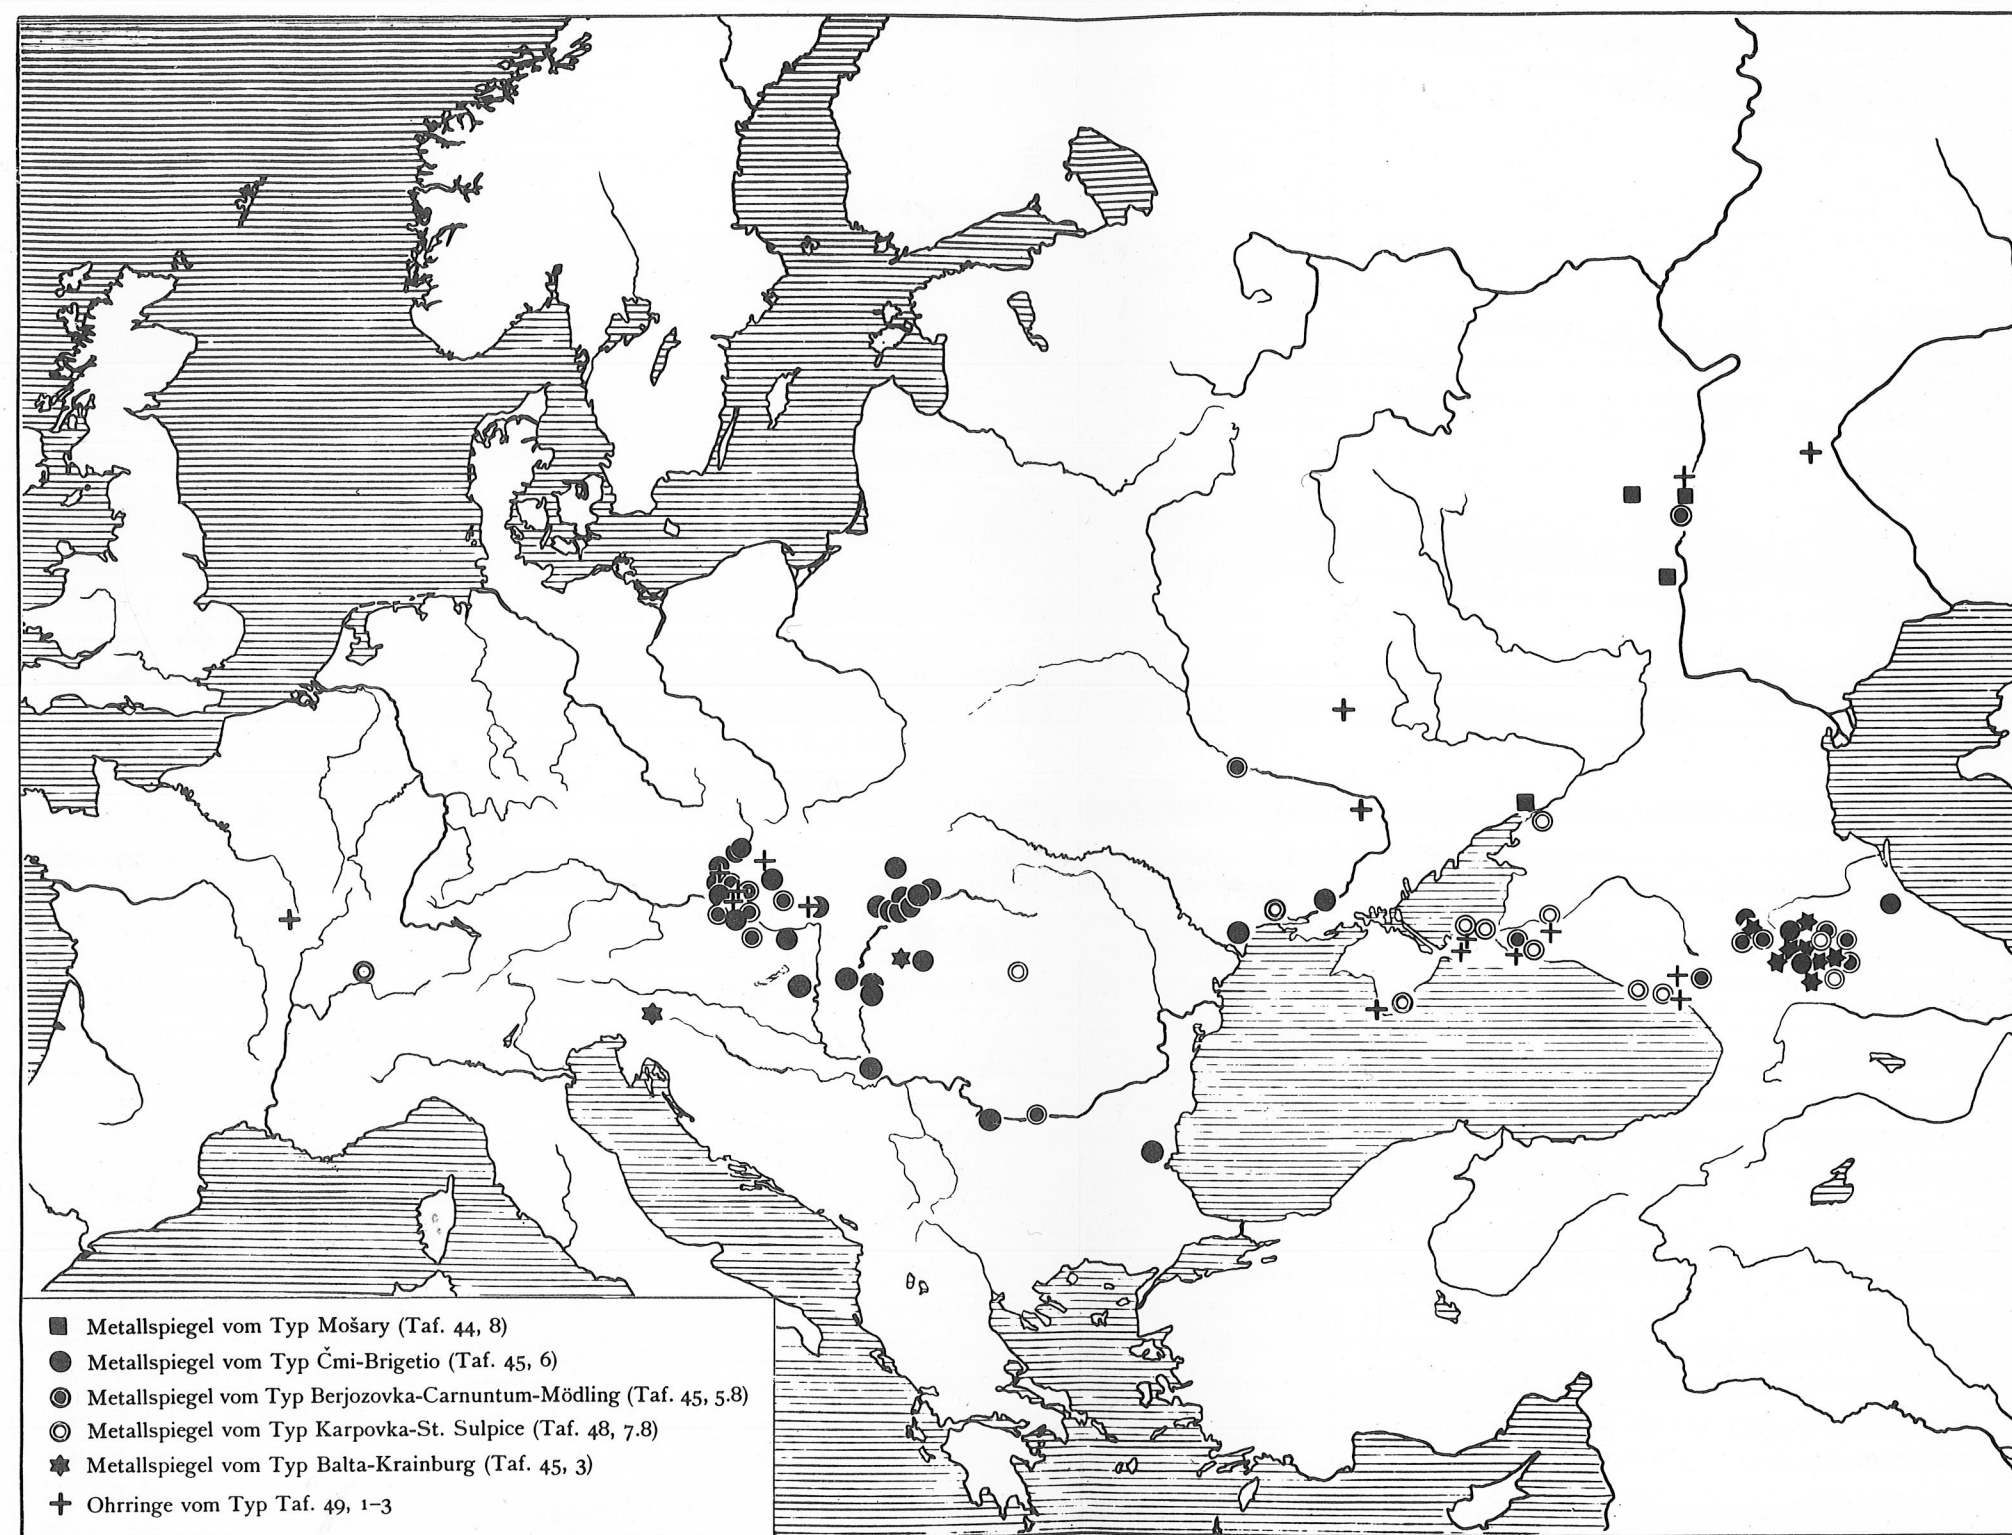 Metallspiegel vom Typ Mošary (Taf. 44, 8)
Metallspiegel vom Typ Čmi-Brigetio (Taf. 45, 6)
Metallspiegel vom Typ Berjozovka-Carnuntum-Mödling (Taf. 45, 5.8)
Metallspiegel vom Typ Karpovka-St. Sulpice (Taf. 48, 7.8)
Metallspiegel vom Typ Balta-Krainburg (Taf. 45, 3)
Ohrringe vom Typ Taf. 49, 1–3